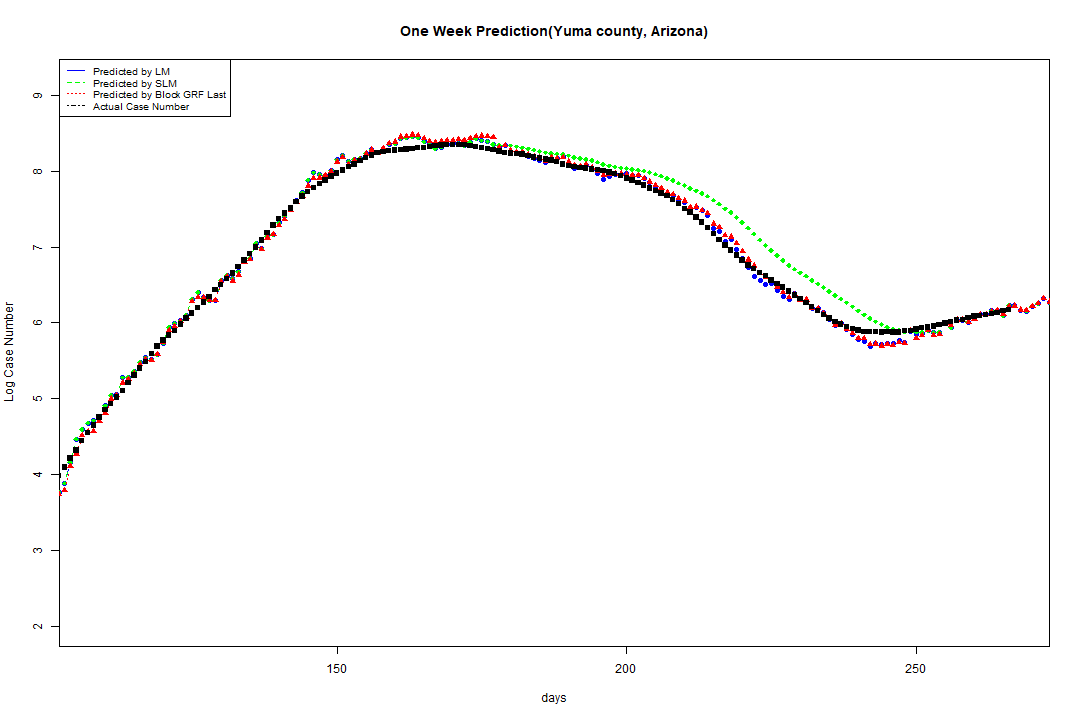 One Week Prediction(Yuma county, Arizona)
Predicted by LM
Predicted by SLM
Predicted by Block GRF Last
Actual Case Number
9
8
7
6
5
4
3
2
Log Case Number
150
200
250
days